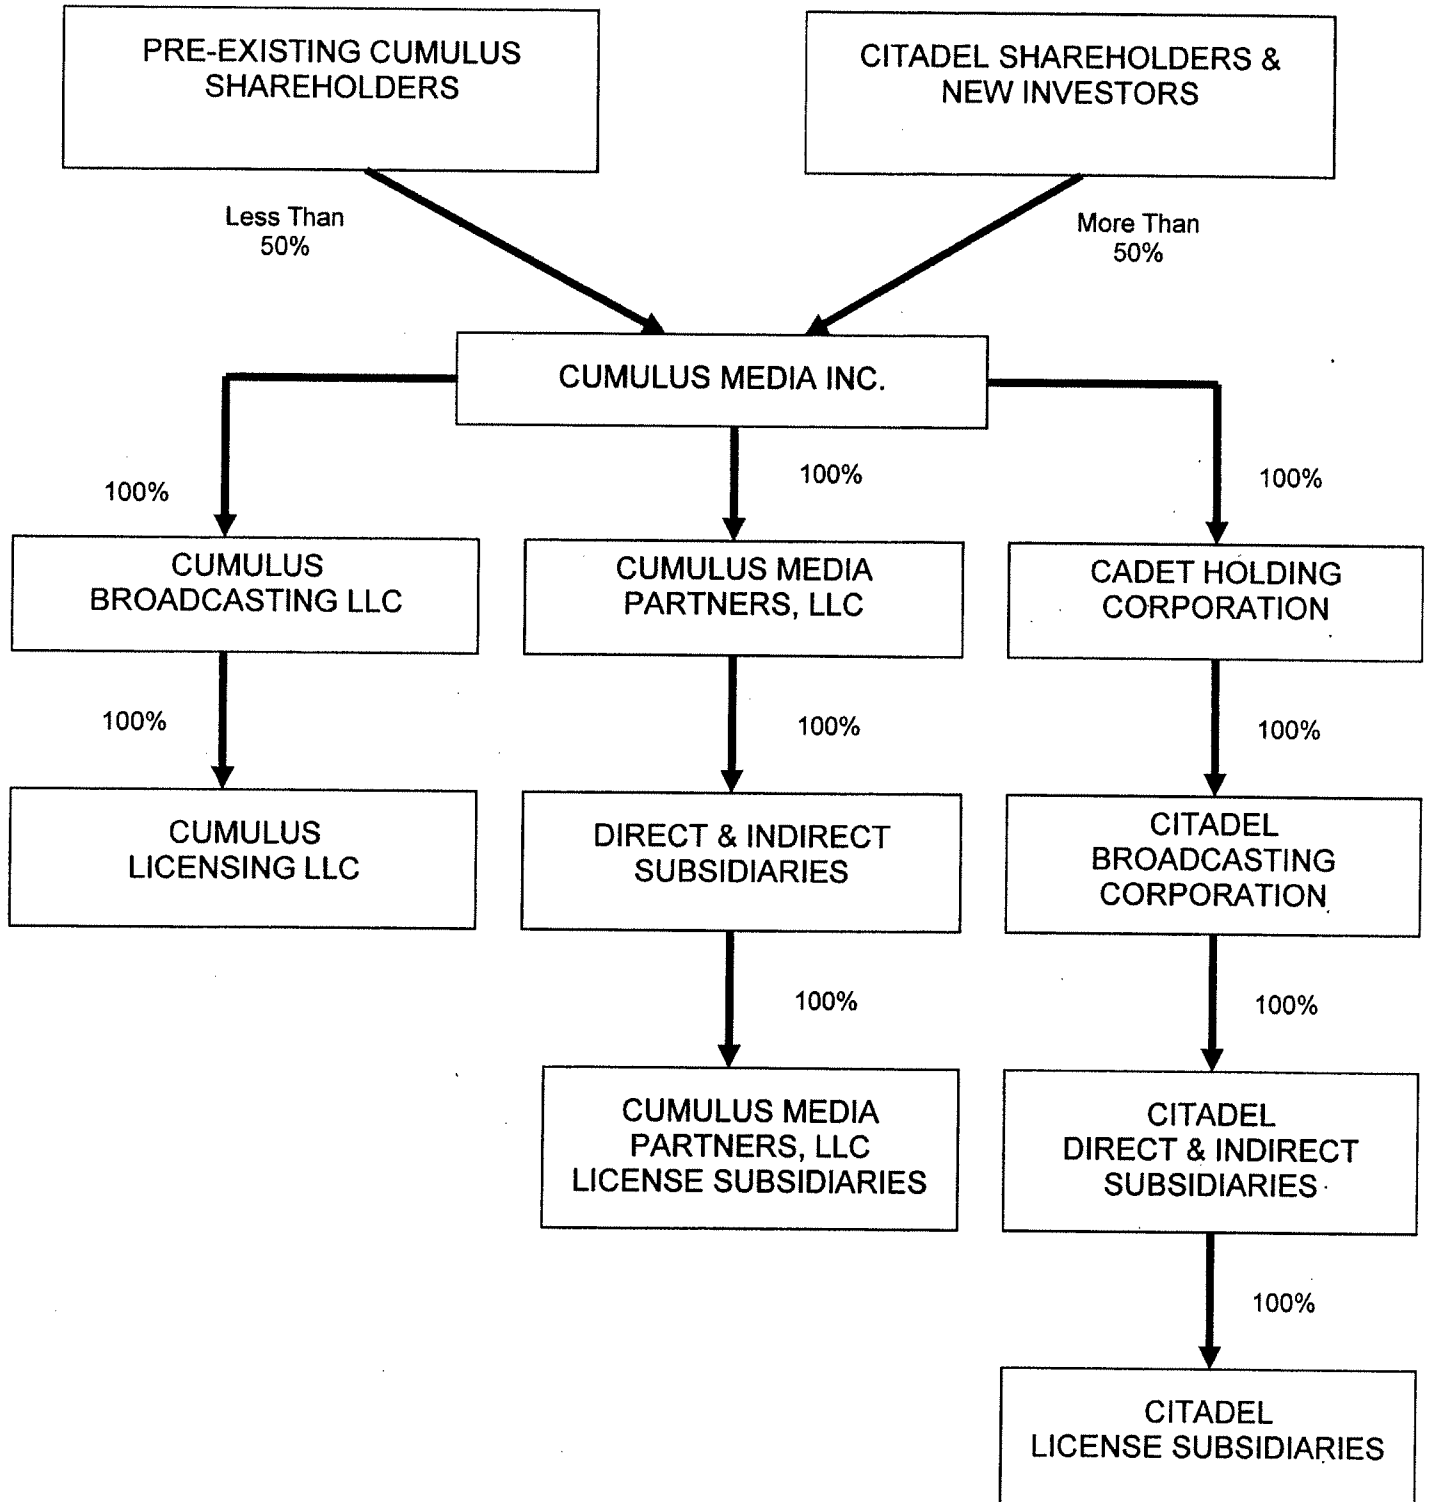 PRE-EXISTING CUMULUS
SHAREHOLDERS
CITADEL SHAREHOLDERS &
NEW INVESTORS
Less Than
50%
More Than
50%
CUMULUS MEDIA INC.
100%
100%
100%
CUMULUS
BROADCASTING LLC
CUMULUS MEDIA
PARTNERS, LLC
CADET HOLDING
CORPORATION
100%
100%
100%
CUMULUS
LICENSING LLC
DIRECT & INDIRECT
SUBSIDIARIES
CITADEL
BROADCASTING
CORPORATION
100%
100%
CUMULUS MEDIA
PARTNERS, LLC
LICENSE SUBSIDIARIES
CITADEL
DIRECT & INDIRECT
SUBSIDIARIES
100%
CITADEL
LICENSE SUBSIDIARIES